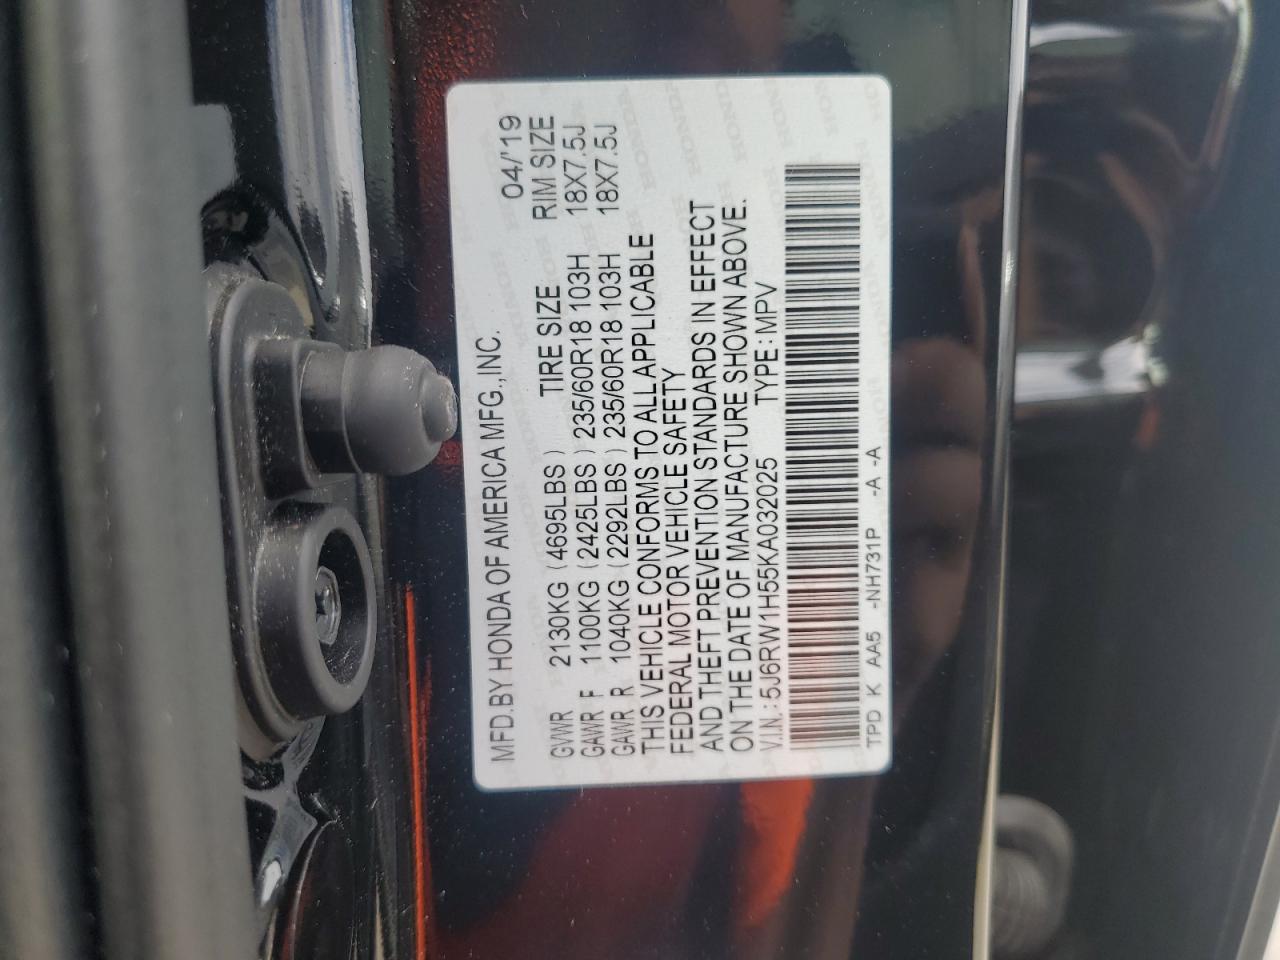 MFD. BY HONDA OF AMERICA MFG., INC. 04/'19
GVWR 2130KG (4695LBS) TIRE SIZE RIM SIZE
GAWR F 1100KG (2425LBS) 235/60R18 103H 18X7.5J
GAWR R 1040KG (2292LBS) 235/60R18 103H 18X7.5J
THIS VEHICLE CONFORMS TO ALL APPLICABLE
FEDERAL MOTOR VEHICLE SAFETY
AND THEFT PREVENTION STANDARDS IN EFFECT
ON THE DATE OF MANUFACTURE SHOWN ABOVE.
V.I.N.: 5J6RW1H55KA032025 TYPE: MPV
TPD K AA5 -NH731P -A -A